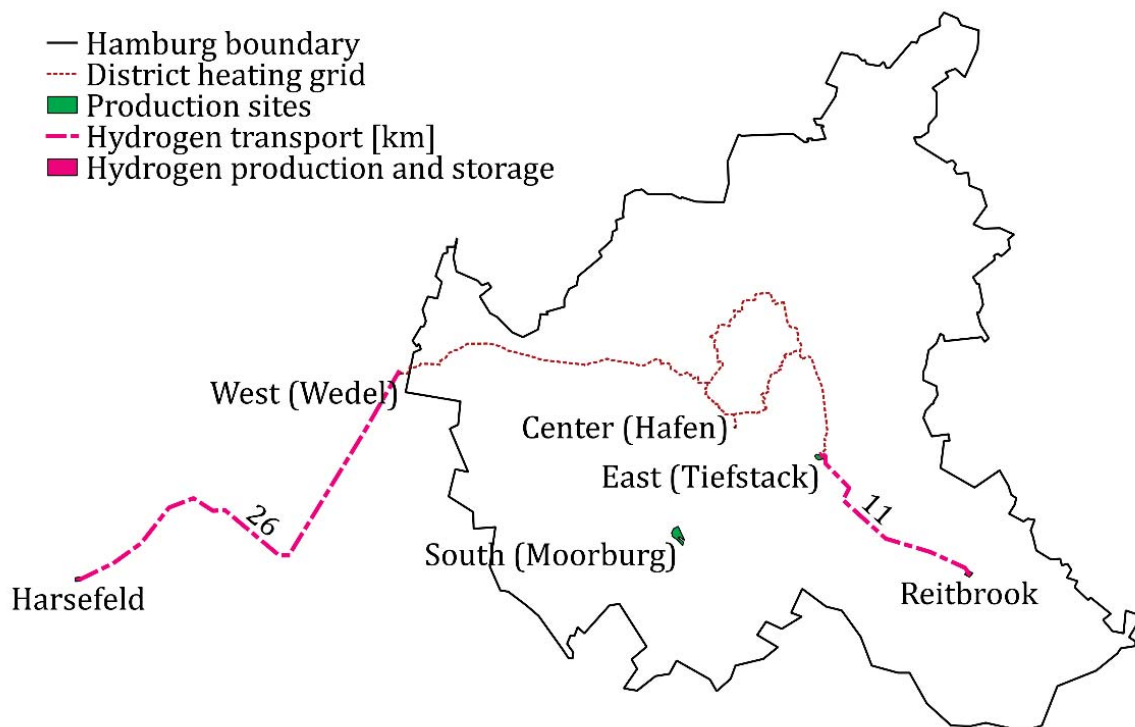 Hamburg boundary
District heating grid
Production sites
Hydrogen transport [km]
Hydrogen production and storage
West (Wedel)
Center (Hafen)
East (Tiefstack)
26
11
South (Moorburg)
Harsefeld
Reitbrook